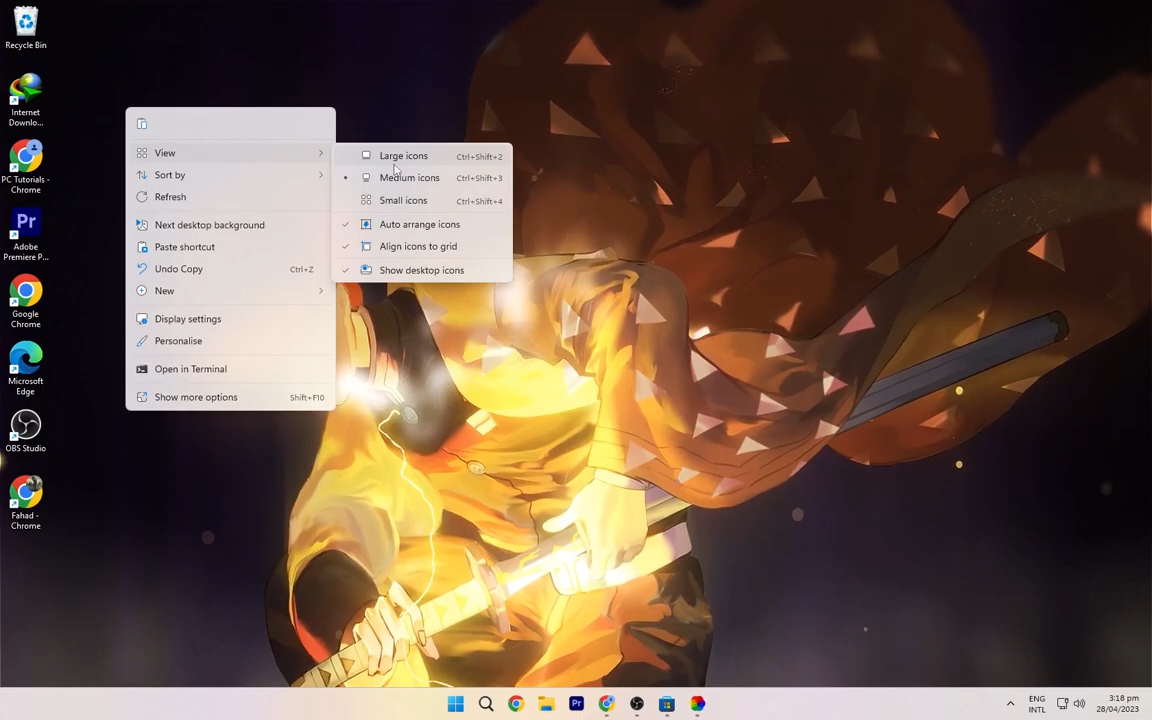 Recycle Bin
Internet
Downlo...
PC Tutorials -
Chrome
Adobe
Premiere P...
Google
Chrome
Microsoft
Edge
OBS Studio
Fahad -
Chrome
View
Sort by
Refresh
Next desktop background
Paste shortcut
Undo Copy Ctrl+Z
New
Display settings
Personalise
Open in Terminal
Show more options Shift+F10
Large icons Ctrl+Shift+2
Medium icons Ctrl+Shift+3
Small icons Ctrl+Shift+4
Auto arrange icons
Align icons to grid
Show desktop icons
Pr
Pr
ENG
INTL
3:18 pm
28/04/2023